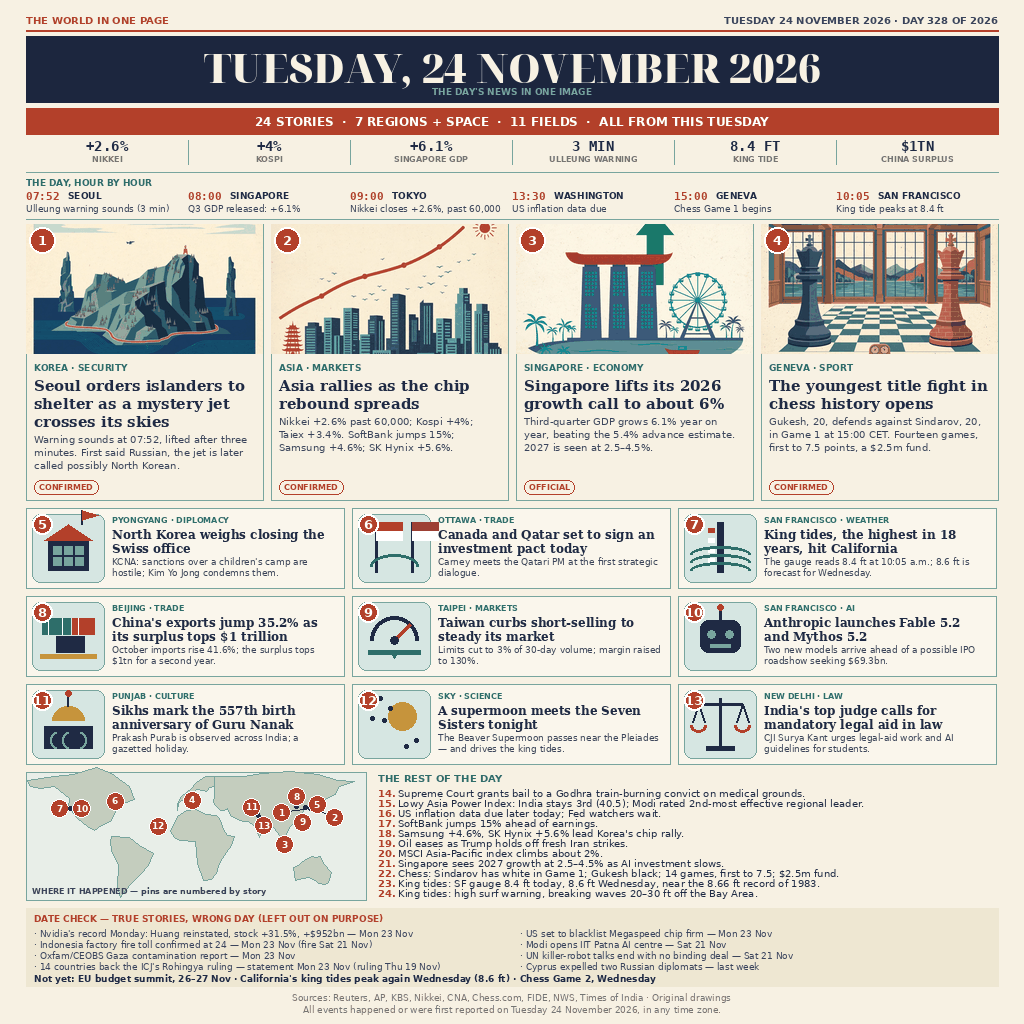 THE WORLD IN ONE PAGE
TUESDAY 24 NOVEMBER 2026 · DAY 328 OF 2026
TUESDAY, 24 NOVEMBER 2026
THE DAY'S NEWS IN ONE IMAGE
24 STORIES · 7 REGIONS + SPACE · 11 FIELDS · ALL FROM THIS TUESDAY
+2.6%
NIKKEI
+4%
KOSPI
+6.1%
SINGAPORE GDP
3 MIN
ULLEUNG WARNING
8.4 FT
KING TIDE
$1TN
CHINA SURPLUS
THE DAY, HOUR BY HOUR
07:52 SEOUL
Ulleung warning sounds (3 min)
08:00 SINGAPORE
Q3 GDP released: +6.1%
09:00 TOKYO
Nikkei closes +2.6%, past 60,000
13:30 WASHINGTON
US inflation data due
15:00 GENEVA
Chess Game 1 begins
10:05 SAN FRANCISCO
King tide peaks at 8.4 ft
1
KOREA · SECURITY
Seoul orders islanders to
shelter as a mystery jet
crosses its skies
Warning sounds at 07:52, lifted after three
minutes. First said Russian, the jet is later
called possibly North Korean.
CONFIRMED
2
ASIA · MARKETS
Asia rallies as the chip
rebound spreads
Nikkei +2.6% past 60,000; Kospi +4%;
Taiex +3.4%. SoftBank jumps 15%;
Samsung +4.6%; SK Hynix +5.6%.
CONFIRMED
3
SINGAPORE · ECONOMY
Singapore lifts its 2026
growth call to about 6%
Third-quarter GDP grows 6.1% year on
year, beating the 5.4% advance estimate.
2027 is seen at 2.5–4.5%.
OFFICIAL
4
GENEVA · SPORT
The youngest title fight in
chess history opens
Gukesh, 20, defends against Sindarov, 20,
in Game 1 at 15:00 CET. Fourteen games,
first to 7.5 points, a $2.5m fund.
CONFIRMED
5
PYONGYANG · DIPLOMACY
North Korea weighs closing the
Swiss office
KCNA: sanctions over a children's camp are
hostile; Kim Yo Jong condemns them.
6
OTTAWA · TRADE
Canada and Qatar set to sign an
investment pact today
Carney meets the Qatari PM at the first strategic
dialogue.
7
SAN FRANCISCO · WEATHER
King tides, the highest in 18
years, hit California
The gauge reads 8.4 ft at 10:05 a.m.; 8.6 ft is
forecast for Wednesday.
8
BEIJING · TRADE
China's exports jump 35.2% as
its surplus tops $1 trillion
October imports rise 41.6%; the surplus tops
$1tn for a second year.
9
TAIPEI · MARKETS
Taiwan curbs short-selling to
steady its market
Limits cut to 3% of 30-day volume; margin raised
to 130%.
10
SAN FRANCISCO · AI
Anthropic launches Fable 5.2
and Mythos 5.2
Two new models arrive ahead of a possible IPO
roadshow seeking $69.3bn.
11
PUNJAB · CULTURE
Sikhs mark the 557th birth
anniversary of Guru Nanak
Prakash Purab is observed across India; a
gazetted holiday.
12
SKY · SCIENCE
A supermoon meets the Seven
Sisters tonight
The Beaver Supermoon passes near the Pleiades
— and drives the king tides.
13
NEW DELHI · LAW
India's top judge calls for
mandatory legal aid in law
CJI Surya Kant urges legal-aid work and AI
guidelines for students.
7
10
6
4
12
11
13
8
1
5
9
2
3
WHERE IT HAPPENED — pins are numbered by story
THE REST OF THE DAY
14. Supreme Court grants bail to a Godhra train-burning convict on medical grounds.
15. Lowy Asia Power Index: India stays 3rd (40.5); Modi rated 2nd-most effective regional leader.
16. US inflation data due later today; Fed watchers wait.
17. SoftBank jumps 15% ahead of earnings.
18. Samsung +4.6%, SK Hynix +5.6% lead Korea's chip rally.
19. Oil eases as Trump holds off fresh Iran strikes.
20. MSCI Asia-Pacific index climbs about 2%.
21. Singapore sees 2027 growth at 2.5–4.5% as AI investment slows.
22. Chess: Sindarov has white in Game 1; Gukesh black; 14 games, first to 7.5; $2.5m fund.
23. King tides: SF gauge 8.4 ft today, 8.6 ft Wednesday, near the 8.66 ft record of 1983.
24. King tides: high surf warning, breaking waves 20–30 ft off the Bay Area.
DATE CHECK — TRUE STORIES, WRONG DAY (LEFT OUT ON PURPOSE)
· Nvidia's record Monday: Huang reinstated, stock +31.5%, +$952bn — Mon 23 Nov
· Indonesia factory fire toll confirmed at 24 — Mon 23 Nov (fire Sat 21 Nov)
· Oxfam/CEOBS Gaza contamination report — Mon 23 Nov
· 14 countries back the ICJ's Rohingya ruling — statement Mon 23 Nov (ruling Thu 19 Nov)
· US set to blacklist Megaspeed chip firm — Mon 23 Nov
· Modi opens IIT Patna AI centre — Sat 21 Nov
· UN killer-robot talks end with no binding deal — Sat 21 Nov
· Cyprus expelled two Russian diplomats — last week
Not yet: EU budget summit, 26–27 Nov · California's king tides peak again Wednesday (8.6 ft) · Chess Game 2, Wednesday
Sources: Reuters, AP, KBS, Nikkei, CNA, Chess.com, FIDE, NWS, Times of India · Original drawings
All events happened or were first reported on Tuesday 24 November 2026, in any time zone.